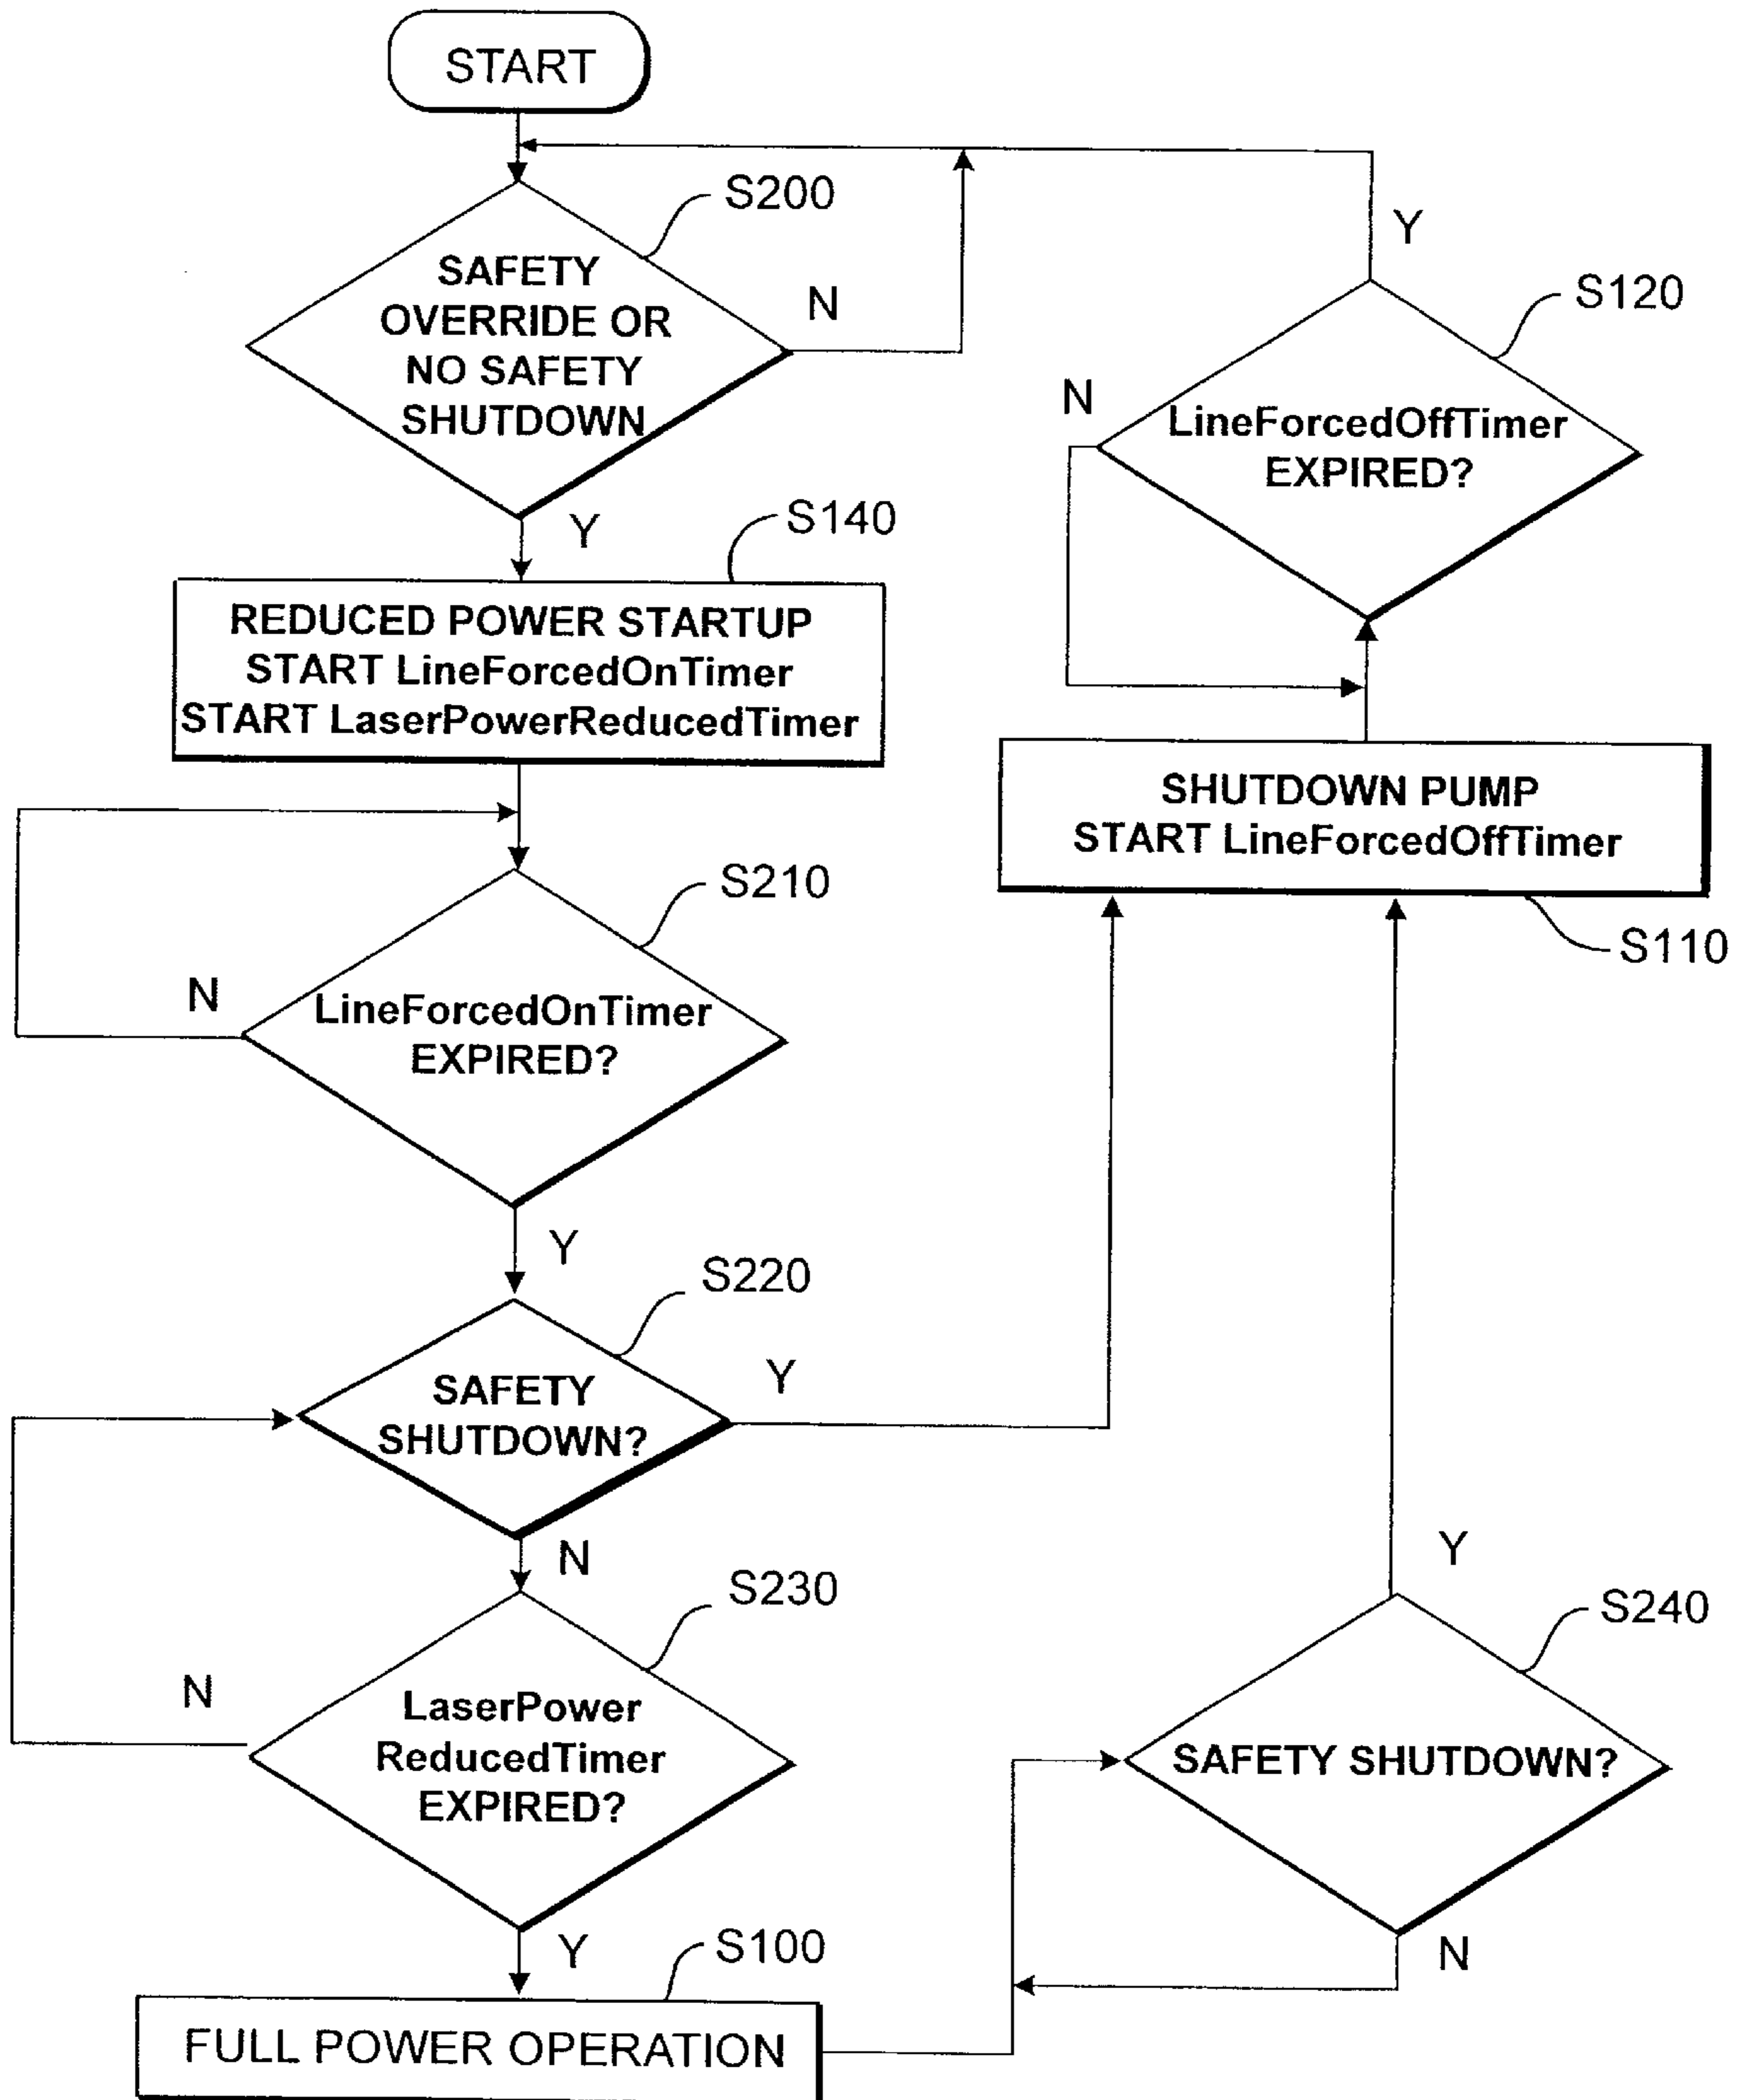 START
S200
SAFETY
OVERRIDE OR
NO SAFETY
SHUTDOWN
N
Y
S140
REDUCED POWER STARTUP
START LineForcedOnTimer
START LaserPowerReducedTimer
S210
LineForcedOnTimer
EXPIRED?
N
Y
S220
SAFETY
SHUTDOWN?
Y
N
S230
LaserPower
ReducedTimer
EXPIRED?
N
Y
S100
FULL POWER OPERATION
Y
S120
LineForcedOffTimer
EXPIRED?
N
SHUTDOWN PUMP
START LineForcedOffTimer
S110
Y
S240
SAFETY SHUTDOWN?
N